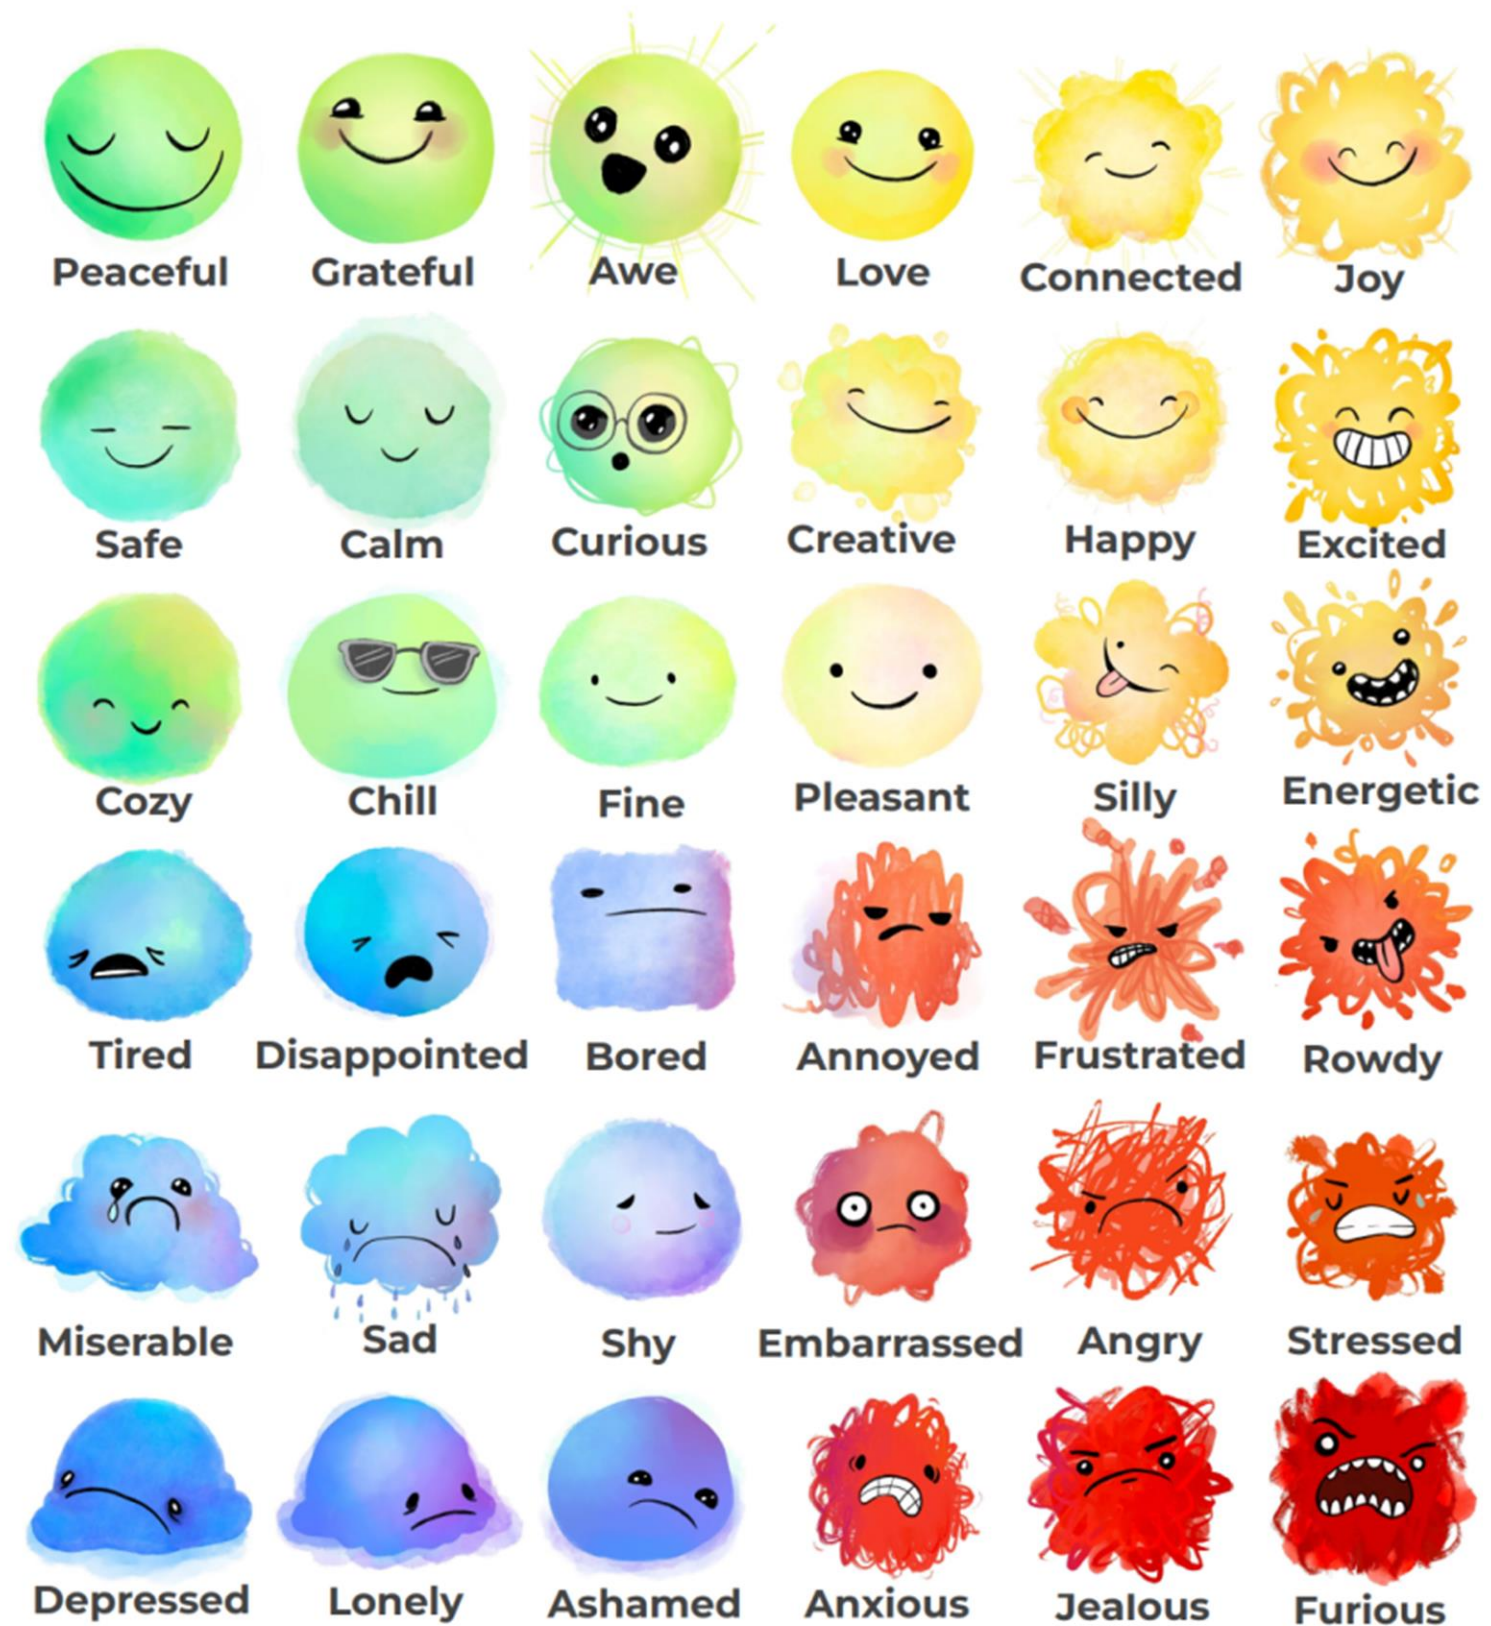 Peaceful Grateful Awe Love Connected Joy
Safe Calm Curious Creative Happy Excited
Cozy Chill Fine Pleasant Silly Energetic
Tired Disappointed Bored Annoyed Frustrated Rowdy
Miserable Sad Shy Embarrassed Angry Stressed
Depressed Lonely Ashamed Anxious Jealous Furious